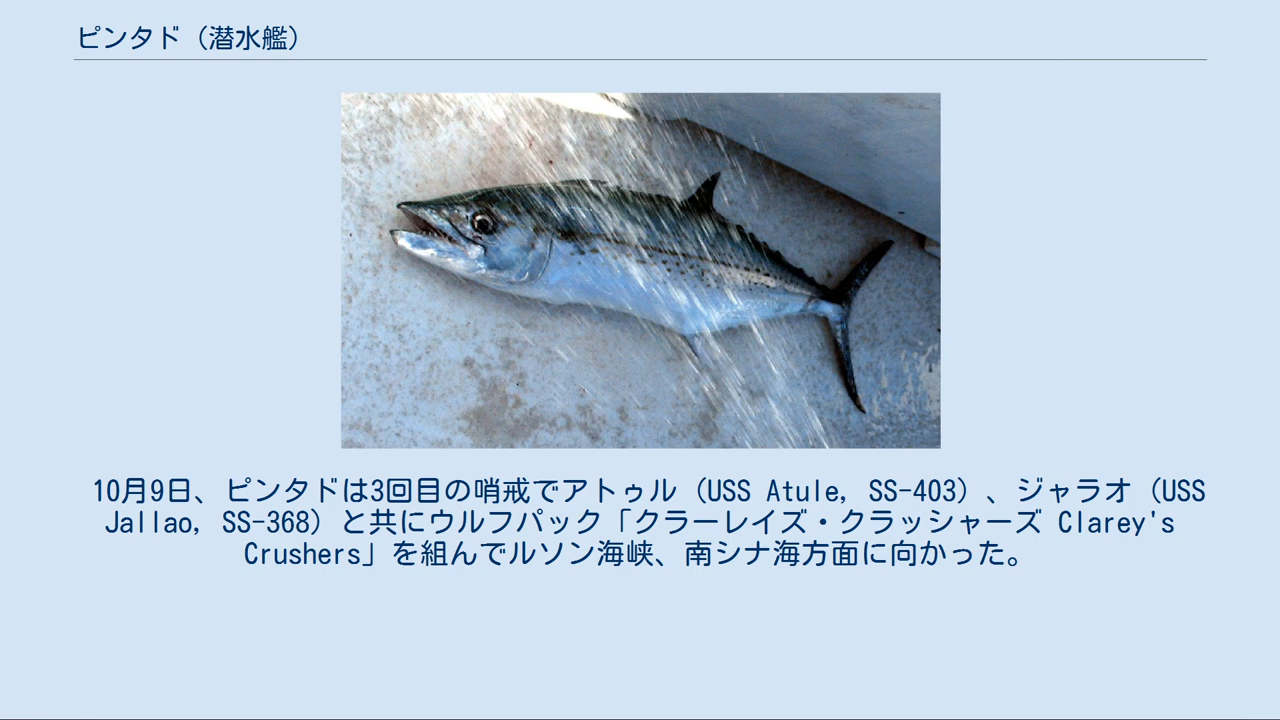 ピンタド（潜水艦）
10月9日、ピンタドは3回目の哨戒でアトゥル（USS Atule, SS-403）、ジャラオ（USS
Jallao, SS-368）と共にウルフパック「クラーレイズ・クラッシャーズ Clarey's
Crushers」を組んでルソン海峡、南シナ海方面に向かった。